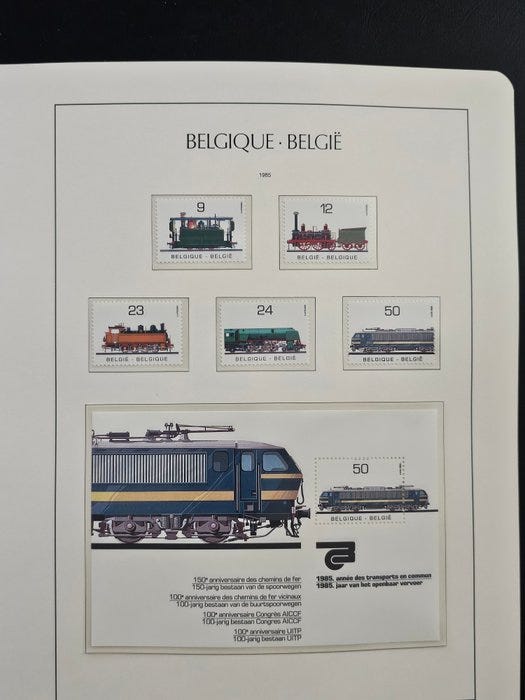 BELGIQUE · BELGIË
1985
9
BELGIQUE - BELGIË
12
BELGIË - BELGIQUE
23
BELGIË - BELGIQUE
24
BELGIQUE - BELGIË
50
BELGIË - BELGIQUE
50
BELGIQUE - BELGIË
150e anniversaire des chemins de fer
150-jarig bestaan van de spoorwegen
100e anniversaire des chemins de fer vicinaux
100-jarig bestaan van de buurtspoorwegen
100e anniversaire Congrès AICCF
100-jarig bestaan Congres AICCF
100e anniversaire UITP
100-jarig bestaan UITP
1985, année des transports en commun
1985, jaar van het openbaar vervoer